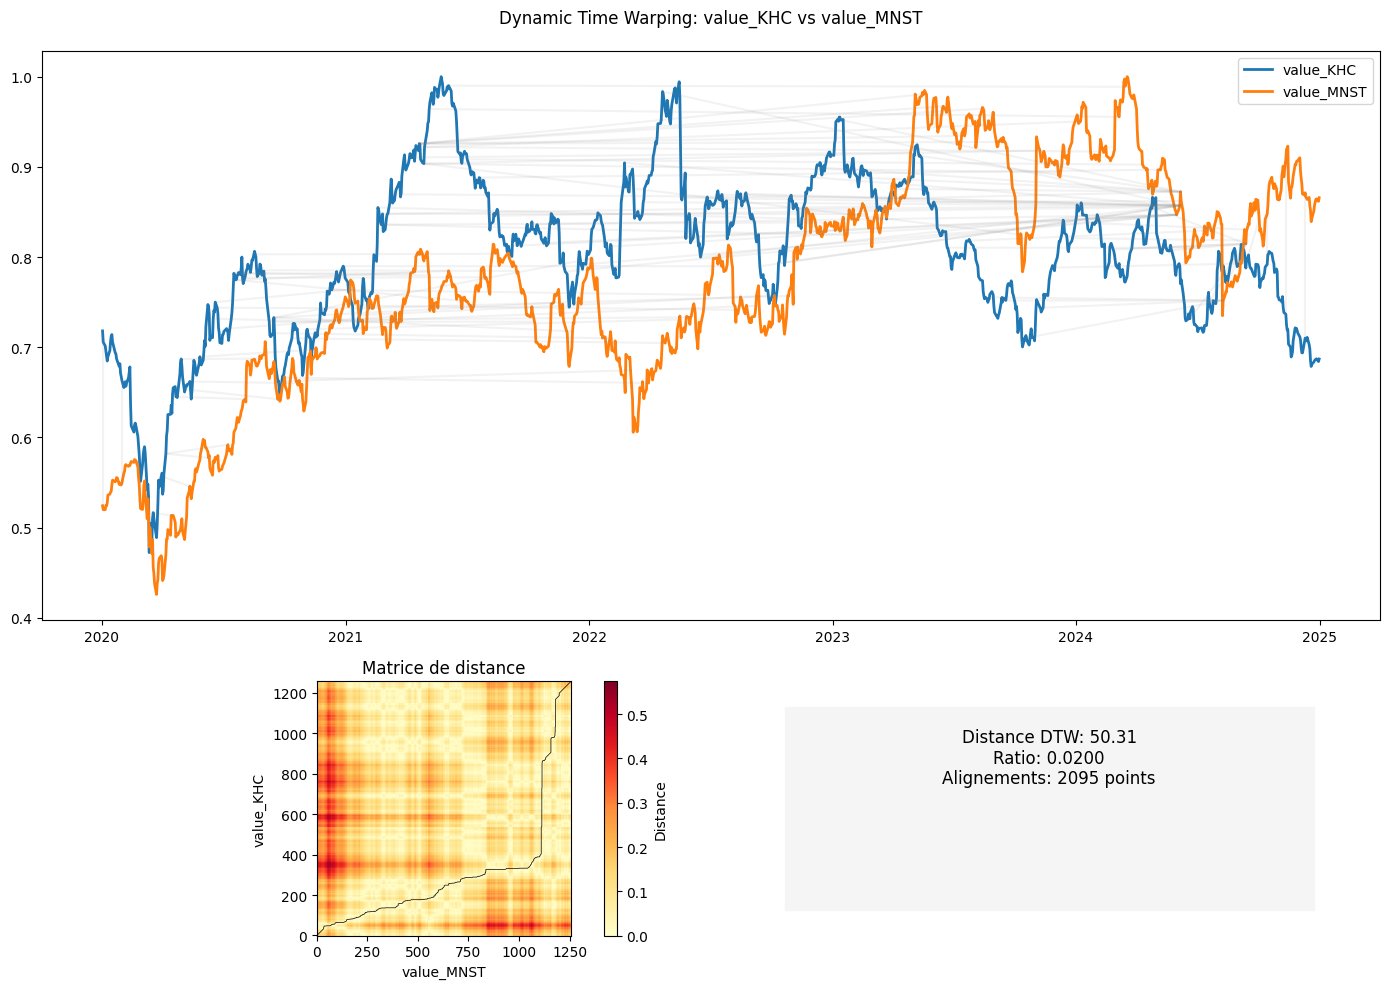 Dynamic Time Warping: value_KHC vs value_MNST
value_KHC
value_MNST
1.0
0.9
0.8
0.7
0.6
0.5
0.4
2020 2021 2022 2023 2024 2025
Matrice de distance
value_KHC
1200
1000
800
600
400
200
0
0 250 500 750 1000 1250
value_MNST
0.5
0.4
0.3
0.2
0.1
0.0
Distance
Distance DTW: 50.31
Ratio: 0.0200
Alignements: 2095 points